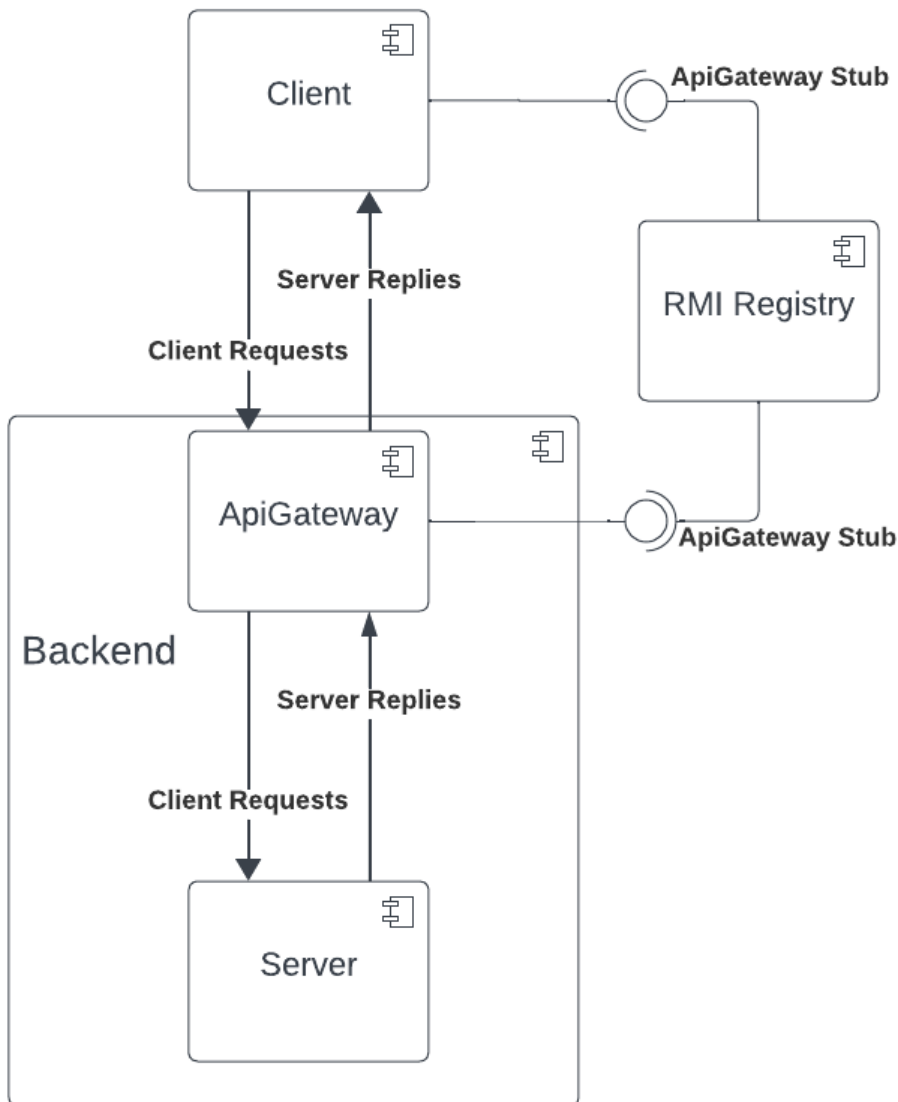 ApiGateway Stub
Client
RMI Registry
Server Replies
Client Requests
ApiGateway
ApiGateway Stub
Backend
Server Replies
Client Requests
Server